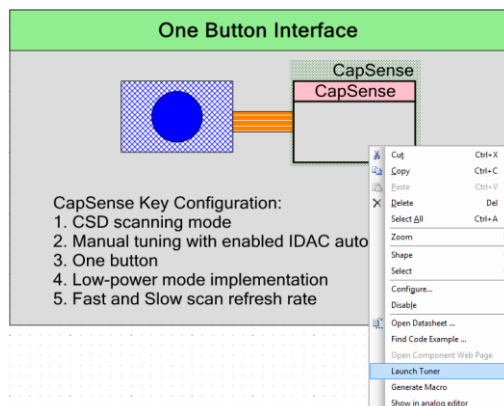 One Button Interface
CapSense
CapSense
CapSense Key Configuration:
1. CSD scanning mode
2. Manual tuning with enabled IDAC auto
3. One button
4. Low-power mode implementation
5. Fast and Slow scan refresh rate
Cut Ctrl+X
Copy Ctrl+C
Paste Ctrl+V
Delete Del
Select All Ctrl+A
Zoom
Shape
Select
Configure...
Disable
Open Datasheet ...
Find Code Example ...
Open Component Web Page
Launch Tuner
Generate Macro
Show in analog editor